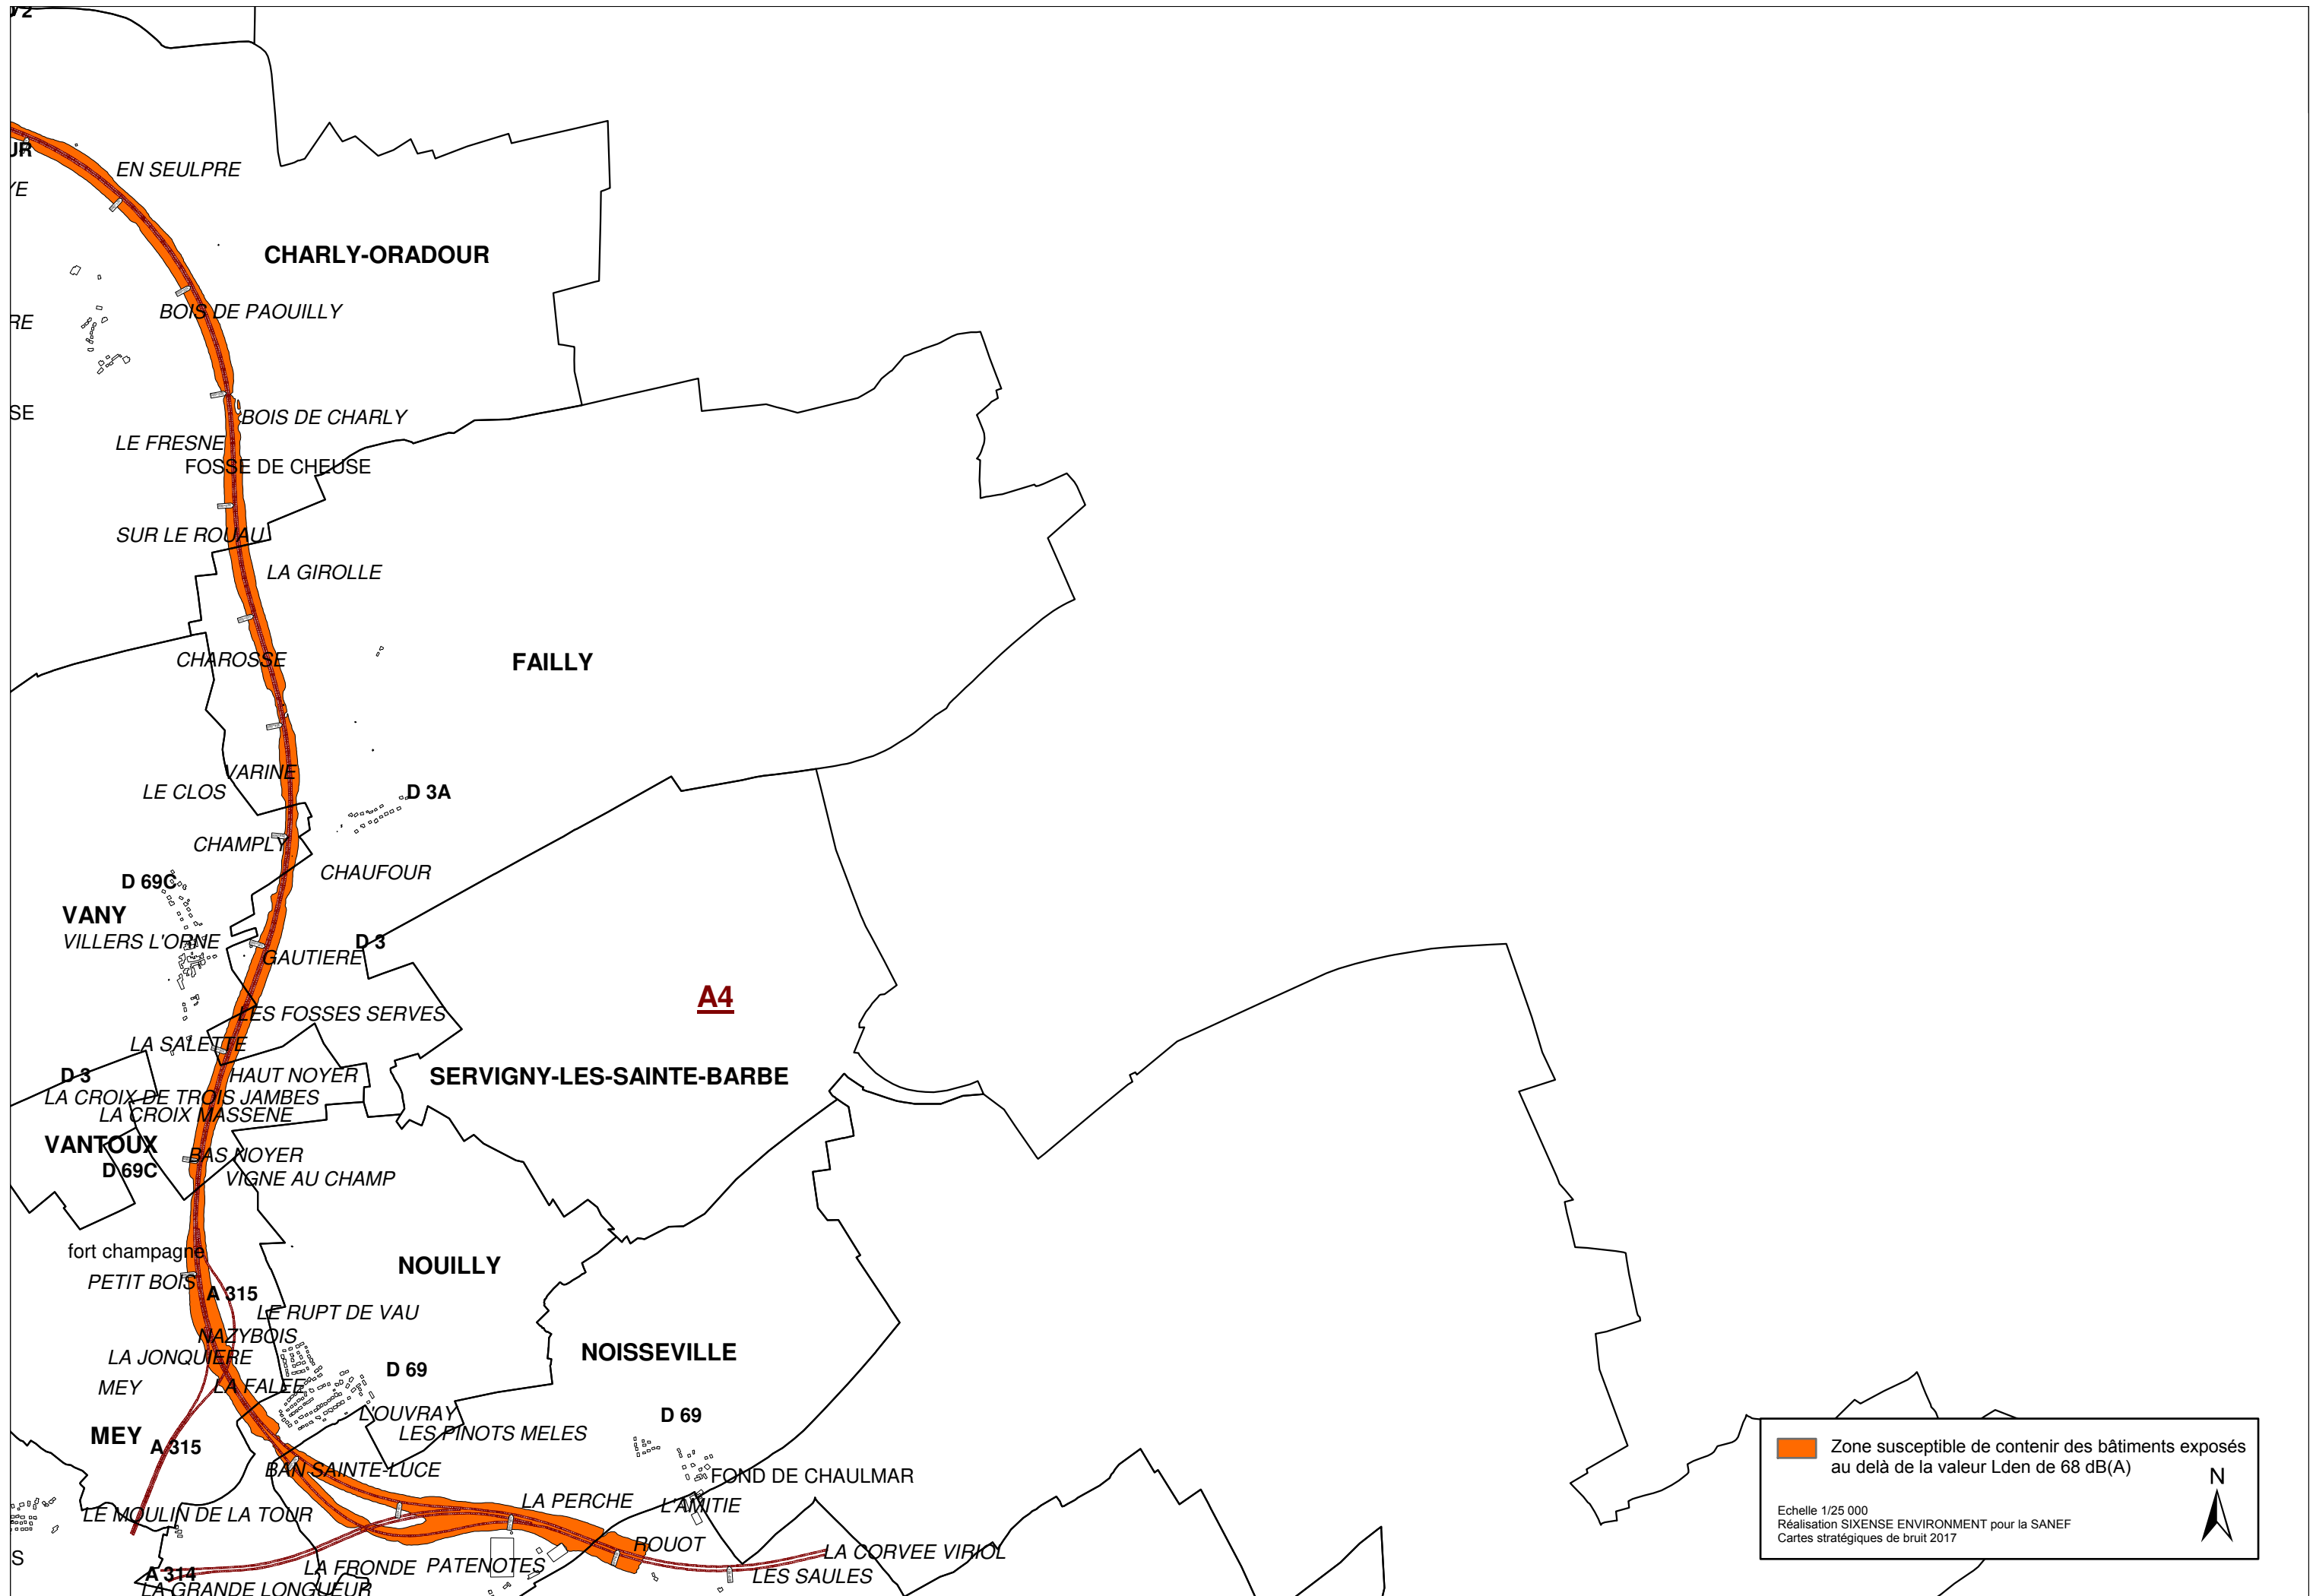 EN SEULPRE
CHARLY-ORADOUR
BOIS DE PAOUILLY
BOIS DE CHARLY
LE FRESNE
FOSSE DE CHEUSE
SUR LE ROUAU
LA GIROLLE
CHAROSSE
FAILLY
VARINE
LE CLOS
D 3A
CHAMPLY
CHAUFOUR
D 69C
VANY
VILLERS L'ORNE
D 3
GAUTIERE
A4
LES FOSSES SERVES
LA SALETTE
D 3
HAUT NOYER
SERVIGNY-LES-SAINTE-BARBE
LA CROIX DE TROIS JAMBES
LA CROIX MASSENE
VANTOUX
BAS NOYER
D 69C
VIGNE AU CHAMP
fort champagne
NOUILLY
PETIT BOIS
A 315
LE RUPT DE VAU
NAZYBOIS
NOISSEVILLE
LA JONQUIERE
D 69
MEY
LA FALEE
L'OUVRAY
D 69
LES PINOTS MELES
MEY
A 315
BAN SAINTE-LUCE
FOND DE CHAULMAR
LA PERCHE
L'AMITIE
LE MOULIN DE LA TOUR
ROUOT
LA CORVEE VIRIOL
LA FRONDE
PATENOTES
A 314
LES SAULES
LA GRANDE LONGUEUR
Zone susceptible de contenir des bâtiments exposés
au delà de la valeur Lden de 68 dB(A)
N
Echelle 1/25 000
Réalisation SIXENSE ENVIRONMENT pour la SANEF
Cartes stratégiques de bruit 2017